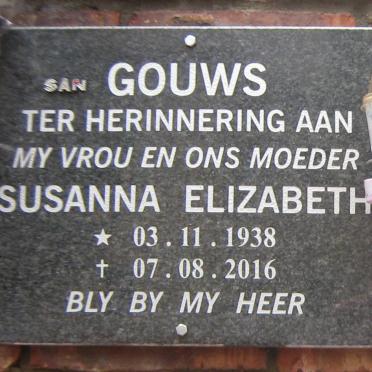 SAN GOUWS
TER HERINNERING AAN
MY VROU EN ONS MOEDER
SUSANNA ELIZABETH
★ 03.11.1938
✝ 07.08.2016
BLY BY MY HEER